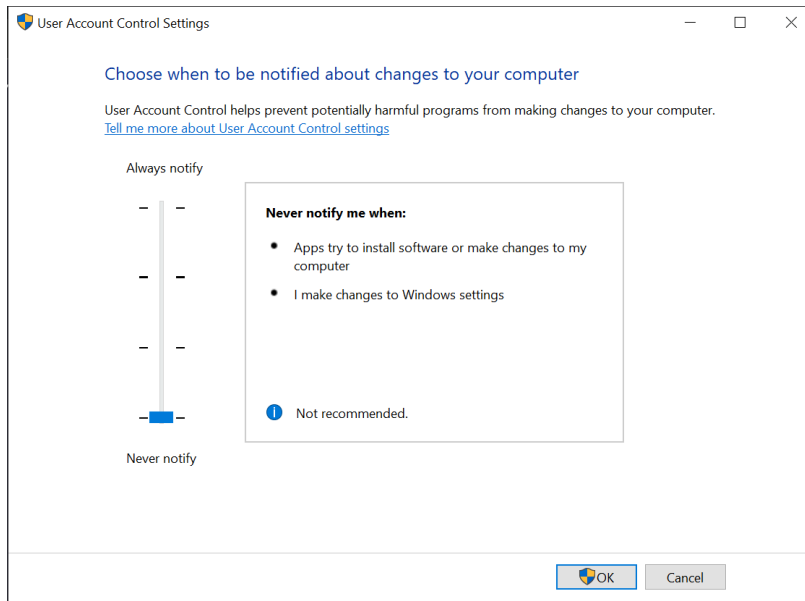 User Account Control Settings
Choose when to be notified about changes to your computer
User Account Control helps prevent potentially harmful programs from making changes to your computer.
Tell me more about User Account Control settings
Always notify
Never notify me when:
Apps try to install software or make changes to my
computer
I make changes to Windows settings
Not recommended.
Never notify
OK
Cancel